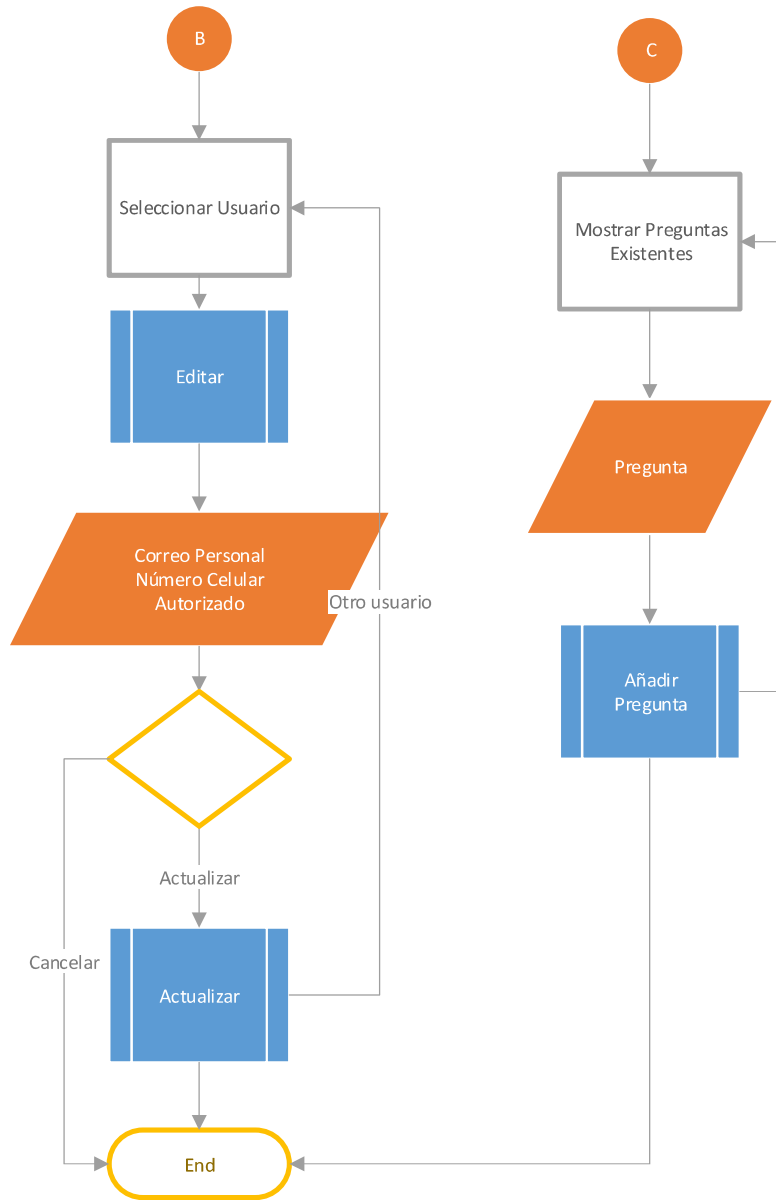 B
Seleccionar Usuario
Editar
Correo Personal
Número Celular
Autorizado
Otro usuario
Actualizar
Cancelar
Actualizar
End
C
Mostrar Preguntas
Existentes
Pregunta
Añadir
Pregunta